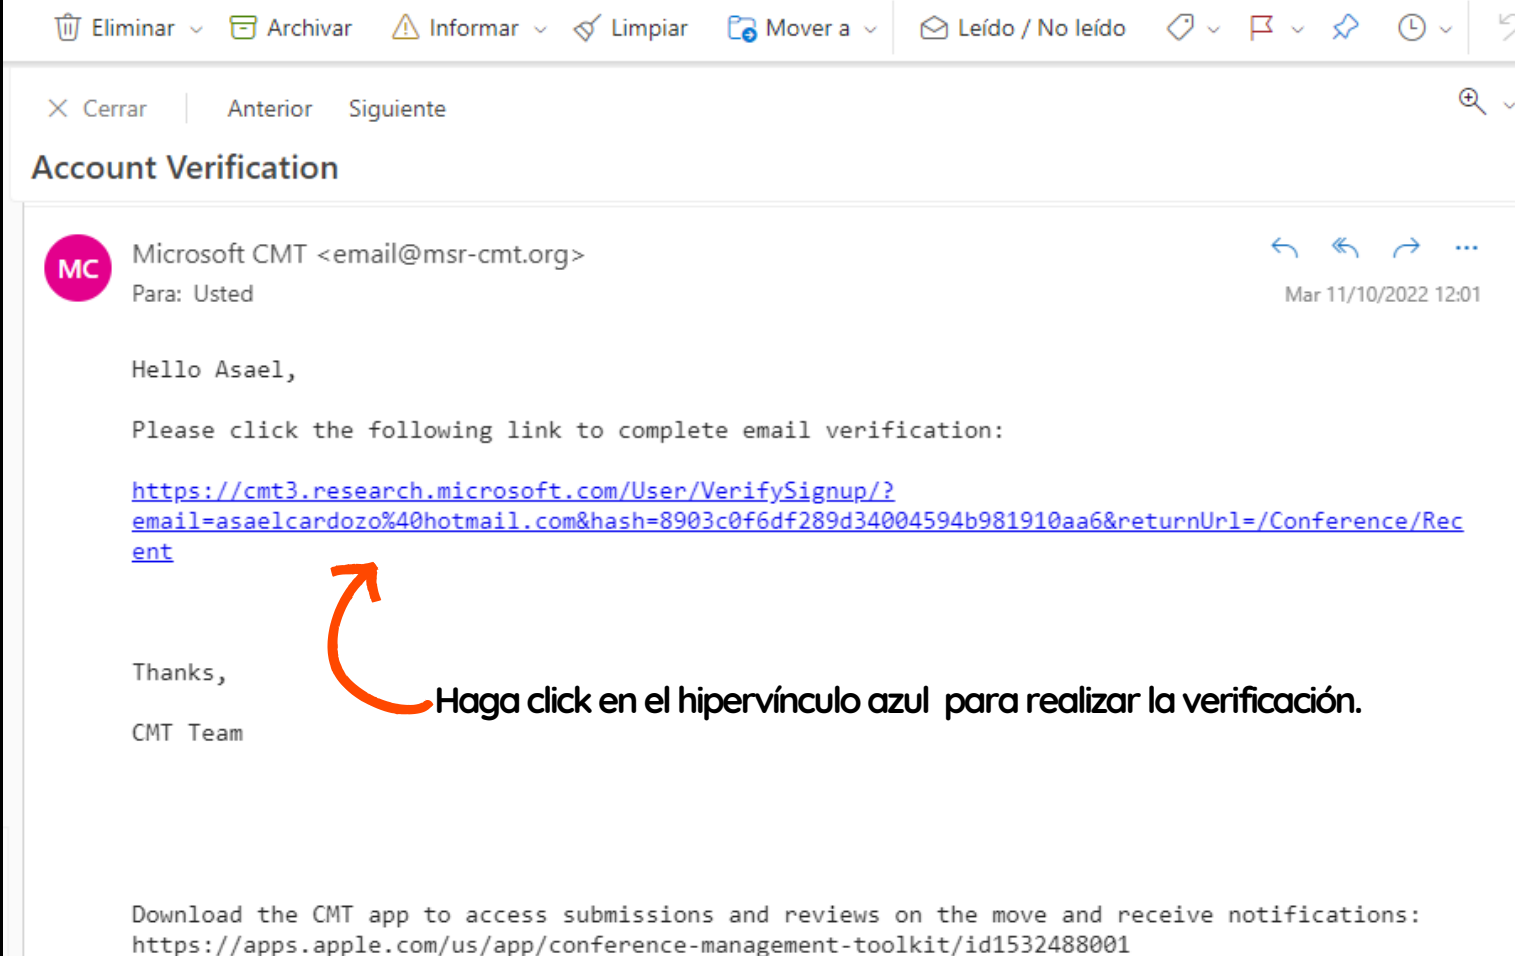 Eliminar Archivar Informar Limpiar Mover a Leído / No leído
Cerrar Anterior Siguiente
Account Verification
MC
Microsoft CMT <email@msr-cmt.org>
Para: Usted
Mar 11/10/2022 12:01
Hello Asael,
Please click the following link to complete email verification:
https://cmt3.research.microsoft.com/User/VerifySignup/?
email=asaelcardozo%40hotmail.com&hash=8903c0f6df289d34004594b981910aa6&returnUrl=/Conference/Rec
ent
Thanks,
Haga click en el hipervínculo azul para realizar la verificación.
CMT Team
Download the CMT app to access submissions and reviews on the move and receive notifications:
https://apps.apple.com/us/app/conference-management-toolkit/id1532488001